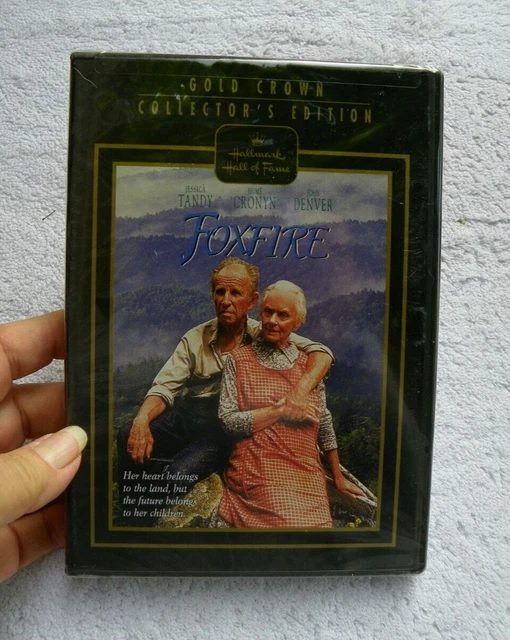 GOLD CROWN
COLLECTOR'S EDITION
Hallmark
Hall of Fame
JESSICA HUME JOHN
TANDY CRONYN DENVER
FOXFIRE
Her heart belongs
to the land, but
the future belongs
to her children.